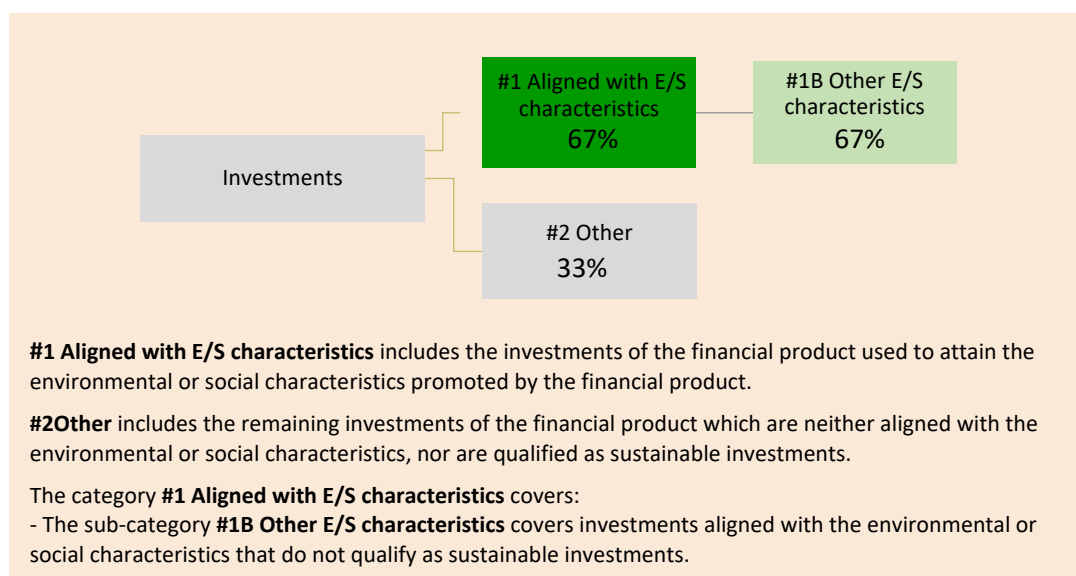 #1 Aligned with E/S
characteristics
67%
#1B Other E/S
characteristics
67%
Investments
#2 Other
33%
#1 Aligned with E/S characteristics includes the investments of the financial product used to attain the
environmental or social characteristics promoted by the financial product.
#2Other includes the remaining investments of the financial product which are neither aligned with the
environmental or social characteristics, nor are qualified as sustainable investments.
The category #1 Aligned with E/S characteristics covers:
- The sub-category #1B Other E/S characteristics covers investments aligned with the environmental or
social characteristics that do not qualify as sustainable investments.